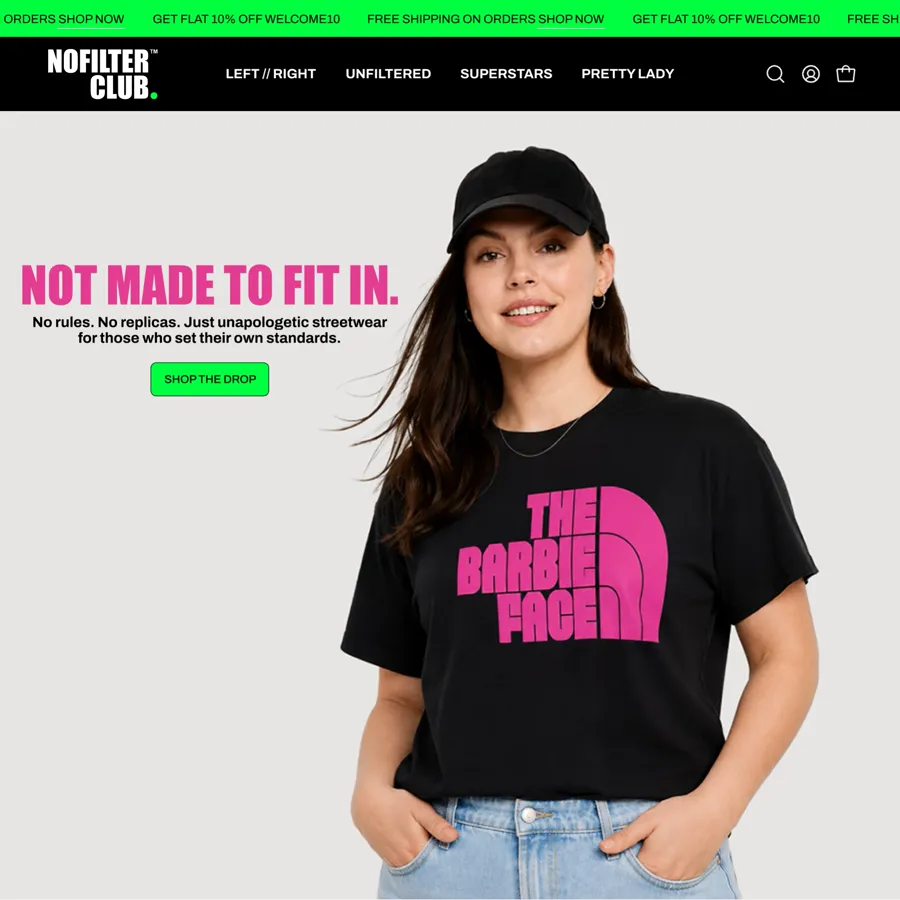 ORDERS SHOP NOW GET FLAT 10% OFF WELCOME10 FREE SHIPPING ON ORDERS SHOP NOW GET FLAT 10% OFF WELCOME10 FREE SH
NOFILTER™
CLUB.
LEFT // RIGHT UNFILTERED SUPERSTARS PRETTY LADY
NOT MADE TO FIT IN.
No rules. No replicas. Just unapologetic streetwear
for those who set their own standards.
SHOP THE DROP
THE
BARBIE
FACE